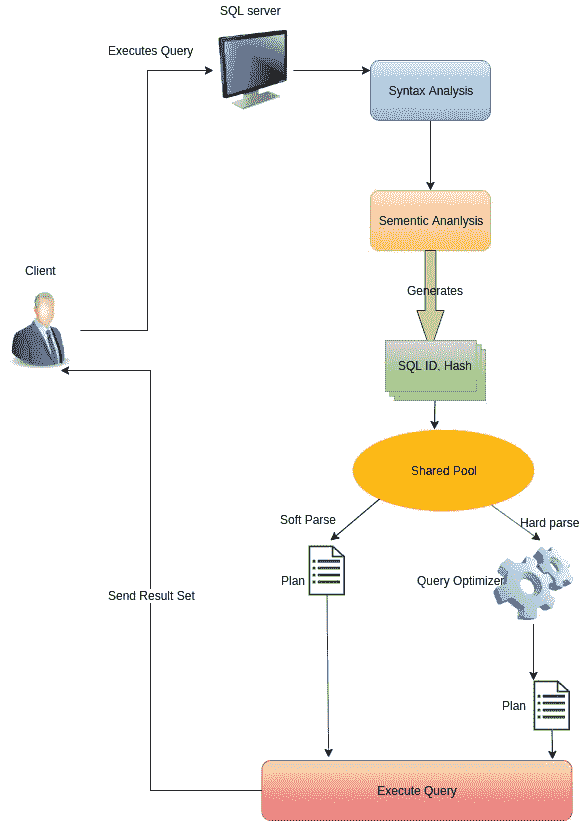 SQL server
Executes Query
Syntax Analysis
Sementic Ananlysis
Client
Generates
SQL ID, Hash
Shared Pool
Soft Parse
Hard parse
Plan
Query Optimizer
Send Result Set
Plan
Execute Query